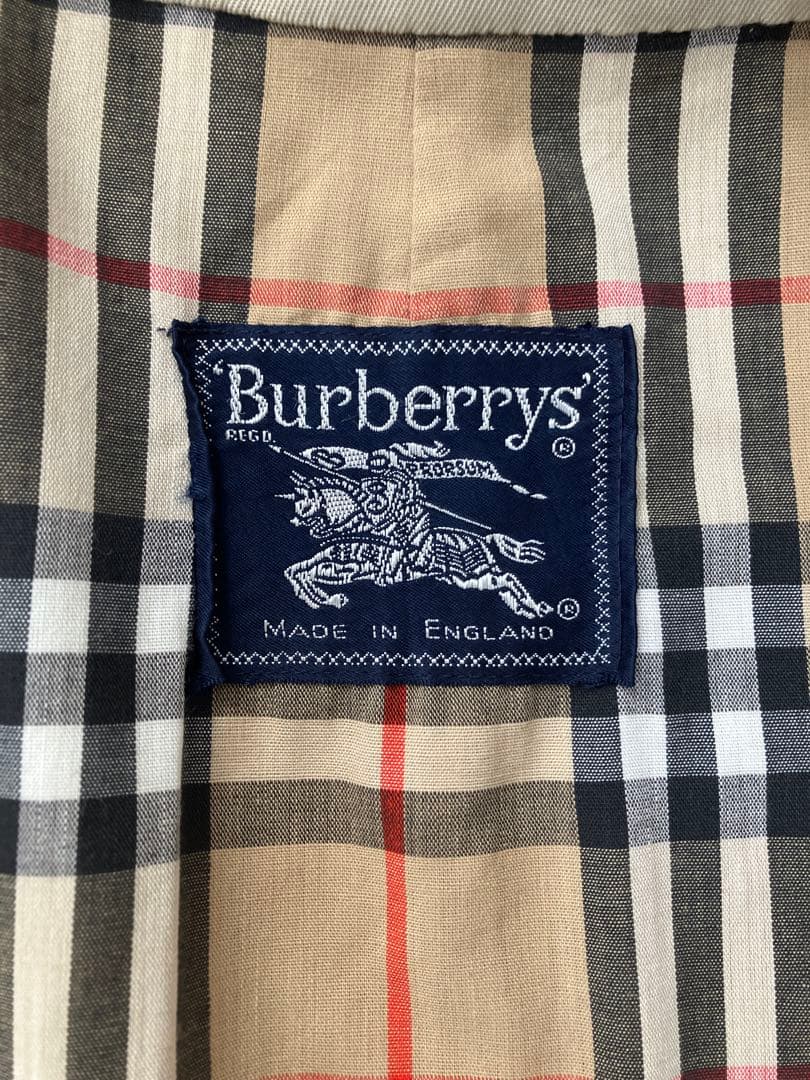 'Burberrys'
REGD.
®
PRORSUM
®
MADE IN ENGLAND